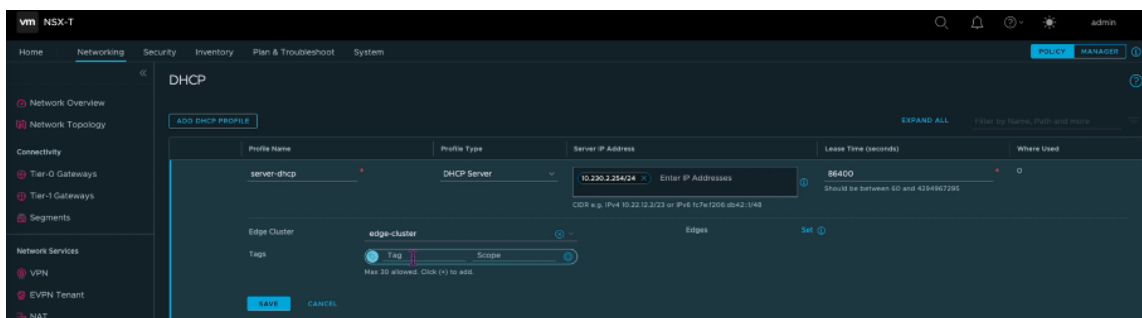 vm NSX-T admin
Home Networking Security Inventory Plan & Troubleshoot System POLICY MANAGER
DHCP
Network Overview
Network Topology
ADD DHCP PROFILE EXPAND ALL Filter by Name, Path and more
Connectivity Profile Name Profile Type Server IP Address Lease Time (seconds) Where Used
Tier-0 Gateways server-dhcp * DHCP Server 10.230.2.254/24 × Enter IP Addresses 86400 * 0
Should be between 60 and 4294967295
Tier-1 Gateways
CIDR e.g. IPv4 10.22.12.2/23 or IPv6 fc7e:f206:db42::1/48
Segments
Edge Cluster edge-cluster Edges Set
Network Services Tags Tag Scope
VPN Max 30 allowed. Click (+) to add.
EVPN Tenant SAVE CANCEL
NAT